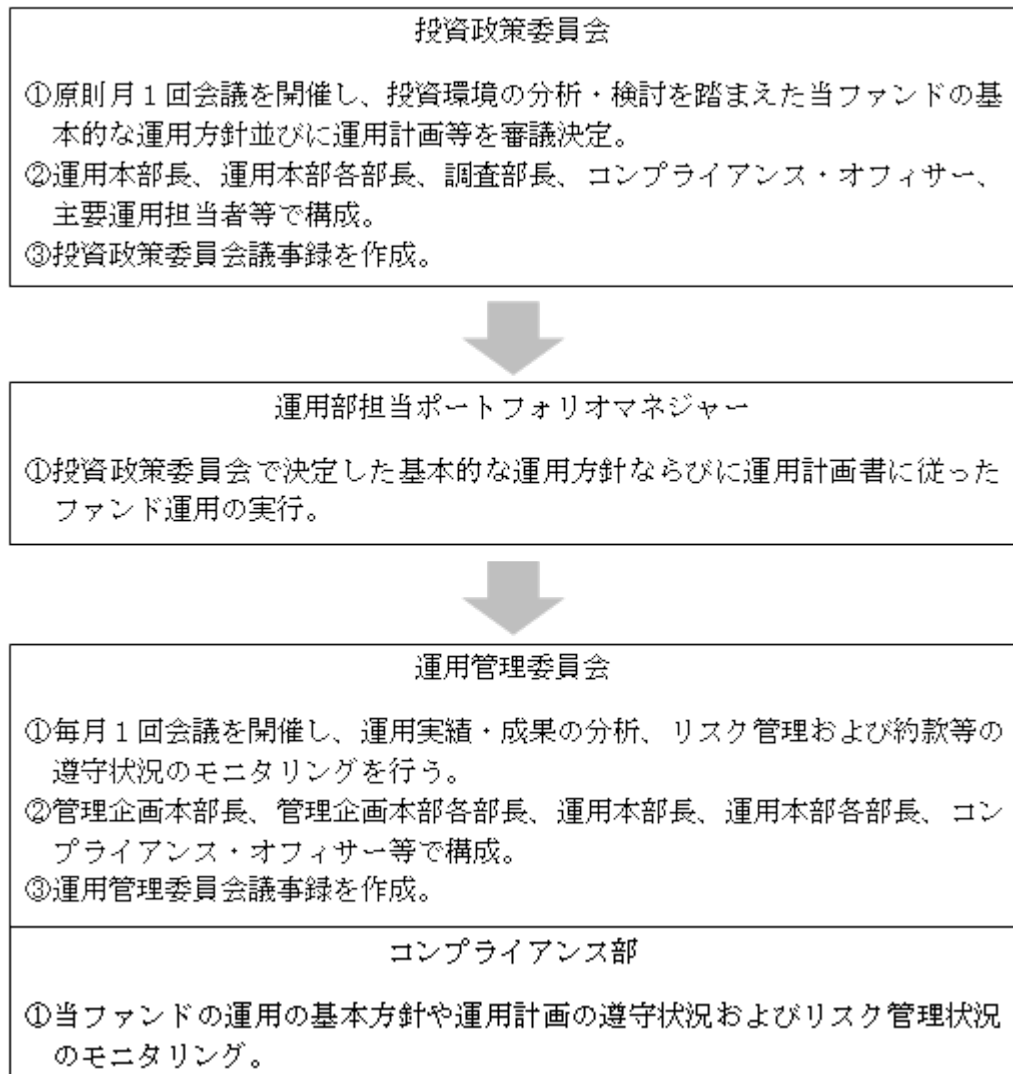 投資政策委員会
①原則月１回会議を開催し、投資環境の分析・検討を踏まえた当ファンドの基
本的な運用方針並びに運用計画等を審議決定。
②運用本部長、運用本部各部長、調査部長、コンプライアンス・オフィサー、
主要運用担当者等で構成。
③投資政策委員会議事録を作成。
運用部担当ポートフォリオマネジャー
①投資政策委員会で決定した基本的な運用方針ならびに運用計画書に従った
ファンド運用の実行。
運用管理委員会
①毎月１回会議を開催し、運用実績・成果の分析、リスク管理および約款等の
遵守状況のモニタリングを行う。
②管理企画本部長、管理企画本部各部長、運用本部長、運用本部各部長、コン
プライアンス・オフィサー等で構成。
③運用管理委員会議事録を作成。
コンプライアンス部
①当ファンドの運用の基本方針や運用計画の遵守状況およびリスク管理状況
のモニタリング。